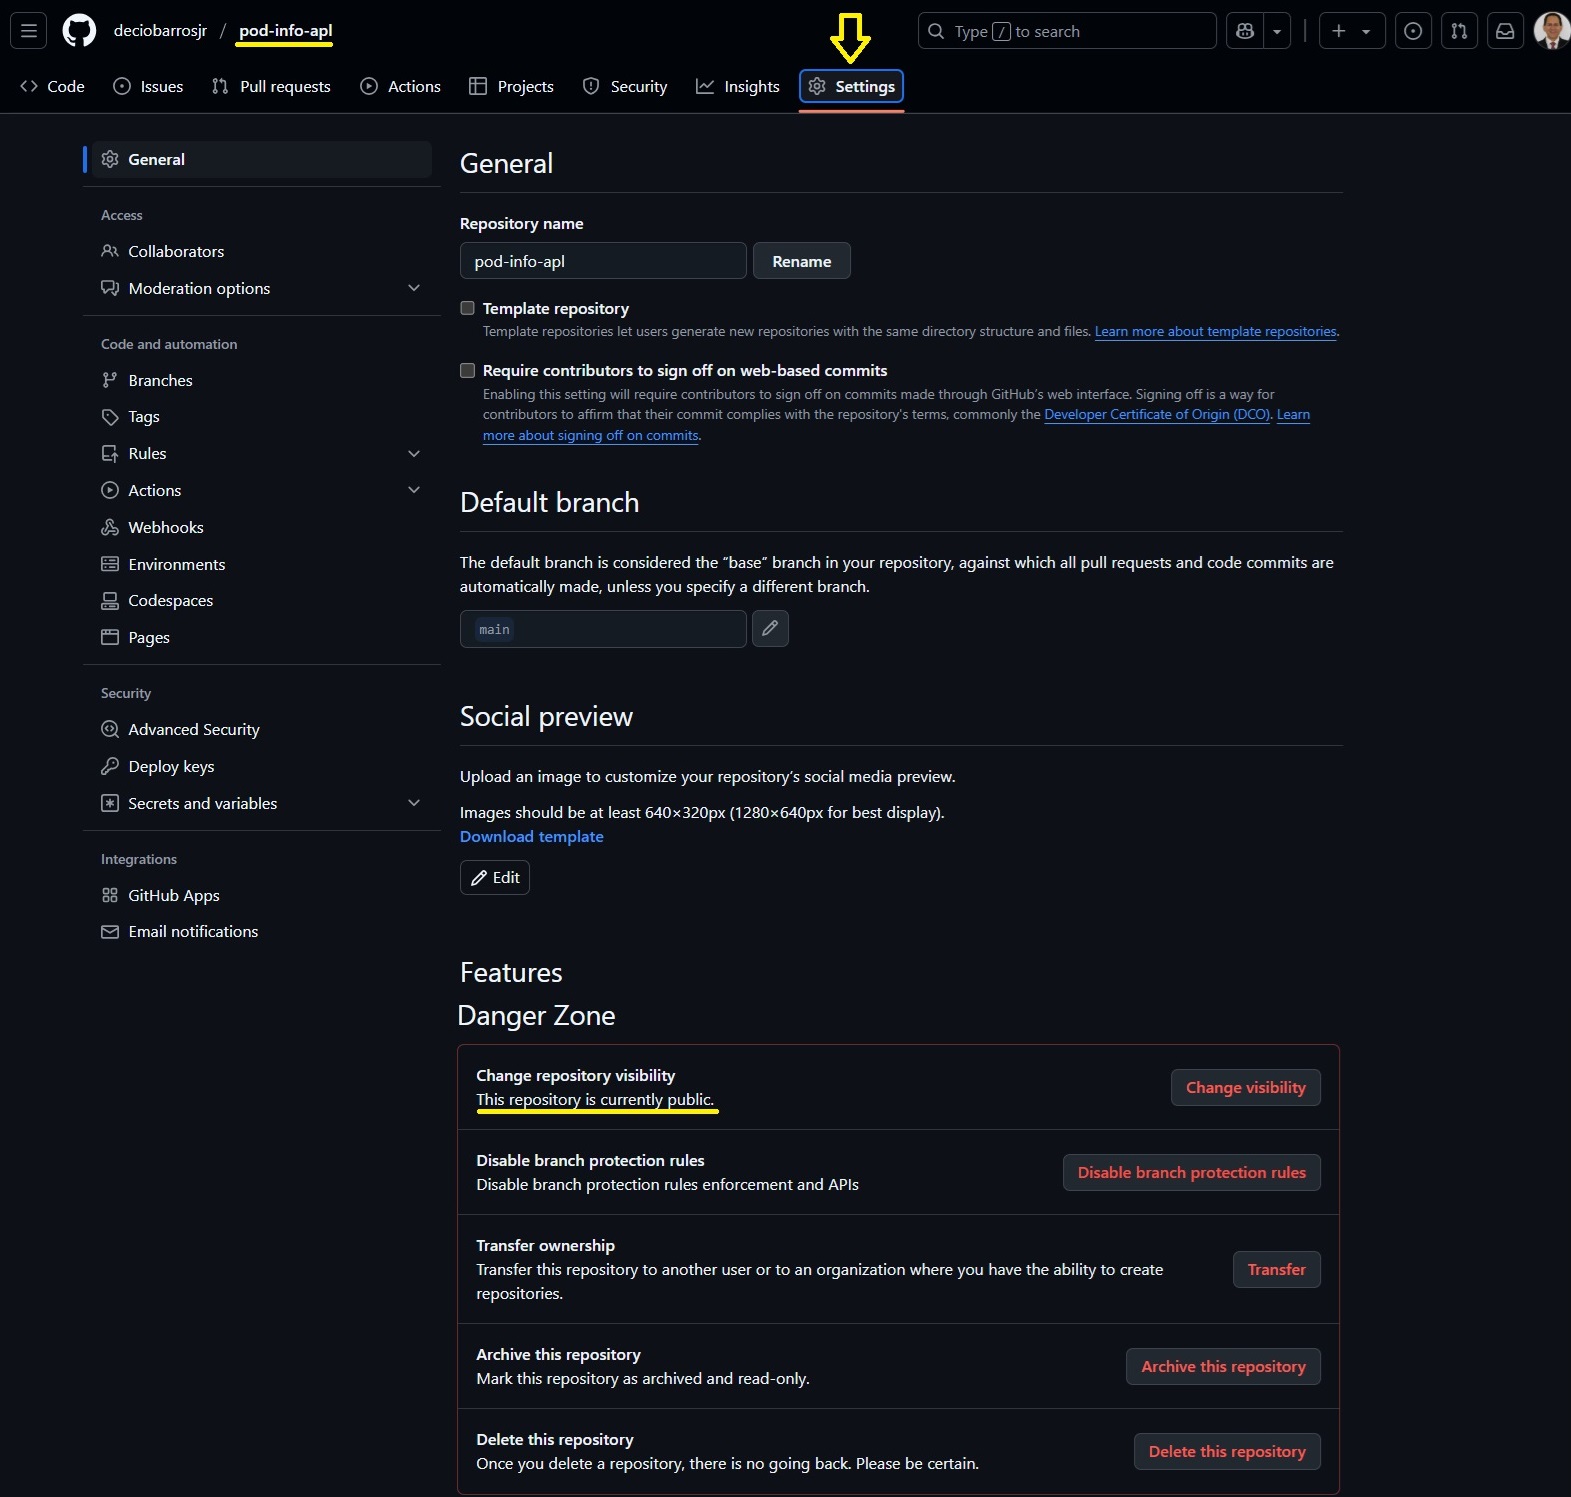 deciobarrosjr / pod-info-apl
Type / to search
Code Issues Pull requests Actions Projects Security Insights Settings
General
Access
Collaborators
Moderation options
Code and automation
Branches
Tags
Rules
Actions
Webhooks
Environments
Codespaces
Pages
Security
Advanced Security
Deploy keys
Secrets and variables
Integrations
GitHub Apps
Email notifications
General
Repository name
pod-info-apl Rename
Template repository
Template repositories let users generate new repositories with the same directory structure and files. Learn more about template repositories.
Require contributors to sign off on web-based commits
Enabling this setting will require contributors to sign off on commits made through GitHub's web interface. Signing off is a way for
contributors to affirm that their commit complies with the repository's terms, commonly the Developer Certificate of Origin (DCO). Learn
more about signing off on commits.
Default branch
The default branch is considered the “base” branch in your repository, against which all pull requests and code commits are
automatically made, unless you specify a different branch.
main
Social preview
Upload an image to customize your repository's social media preview.
Images should be at least 640×320px (1280×640px for best display).
Download template
Edit
Features
Danger Zone
Change repository visibility
This repository is currently public.
Change visibility
Disable branch protection rules
Disable branch protection rules enforcement and APIs
Disable branch protection rules
Transfer ownership
Transfer this repository to another user or to an organization where you have the ability to create
repositories.
Transfer
Archive this repository
Mark this repository as archived and read-only.
Archive this repository
Delete this repository
Once you delete a repository, there is no going back. Please be certain.
Delete this repository